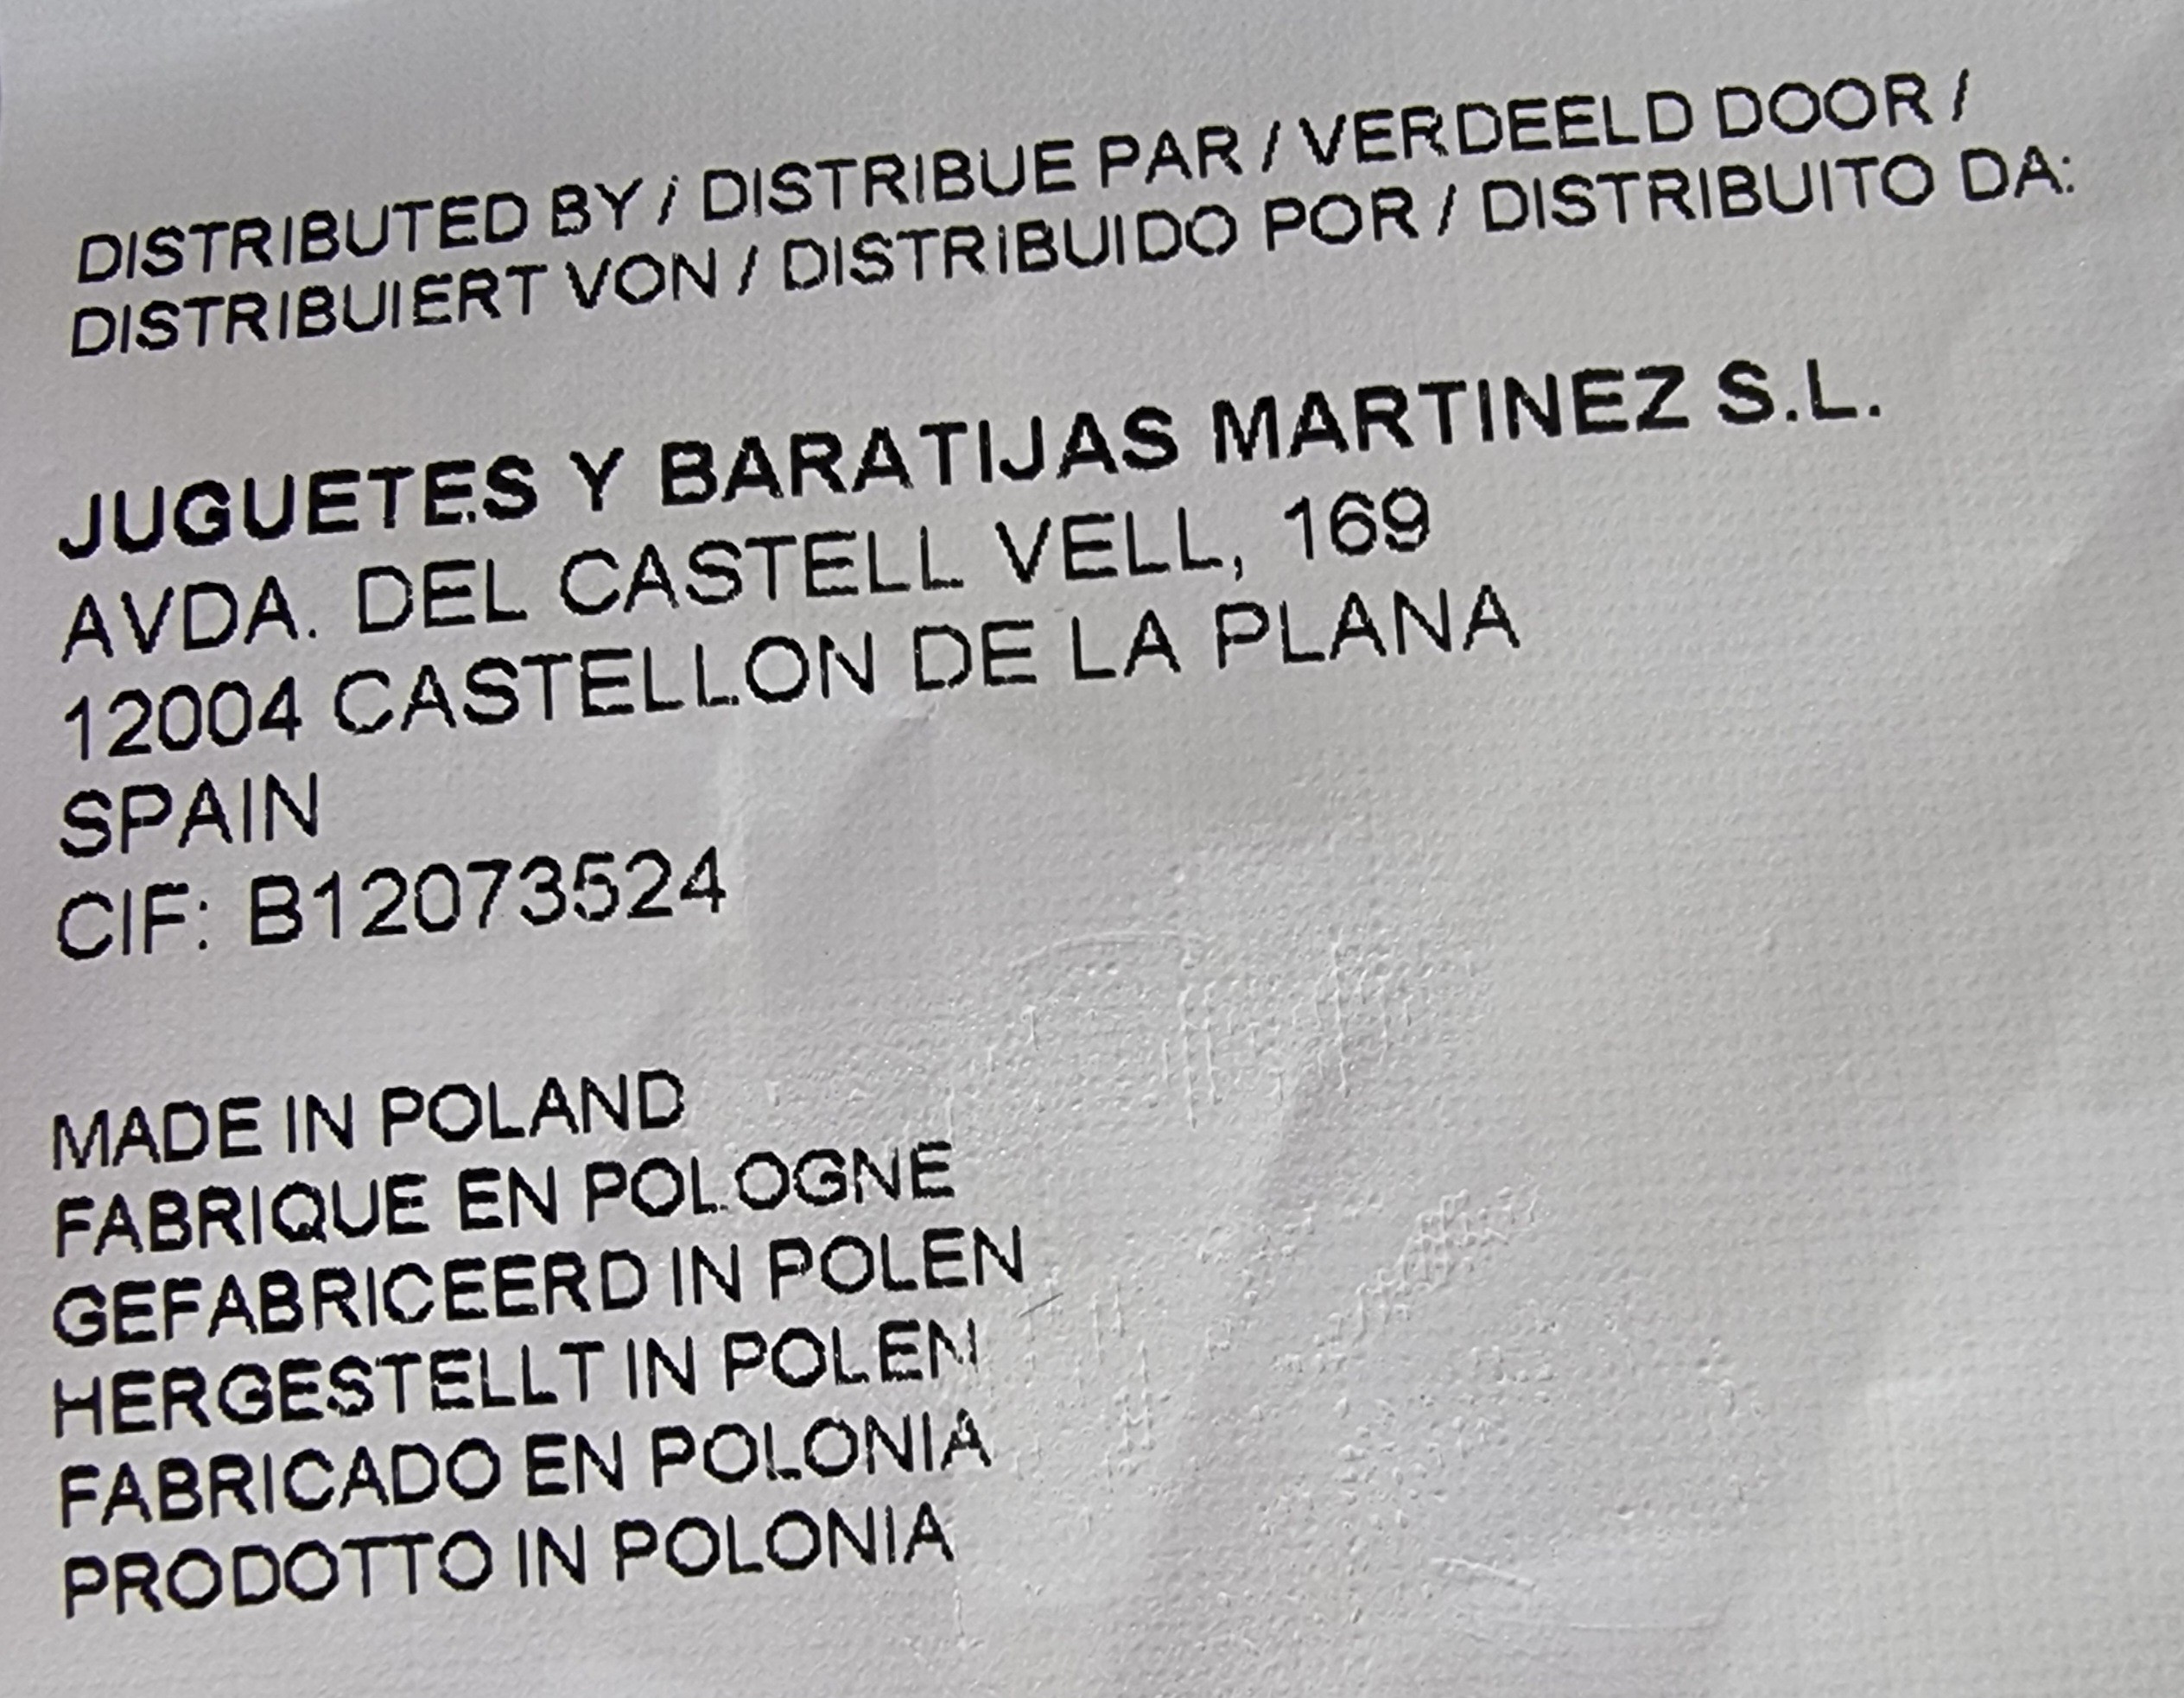 DISTRIBUTED BY / DISTRIBUE PAR / VERDEELD DOOR /
DISTRIBUIERT VON / DISTRIBUIDO POR / DISTRIBUITO DA:
JUGUETES Y BARATIJAS MARTINEZ S.L.
AVDA. DEL CASTELL VELL, 169
12004 CASTELLON DE LA PLANA
SPAIN
CIF: B12073524
MADE IN POLAND
FABRIQUE EN POLOGNE
GEFABRICEERD IN POLEN
HERGESTELLT IN POLEN
FABRICADO EN POLONIA
PRODOTTO IN POLONIA